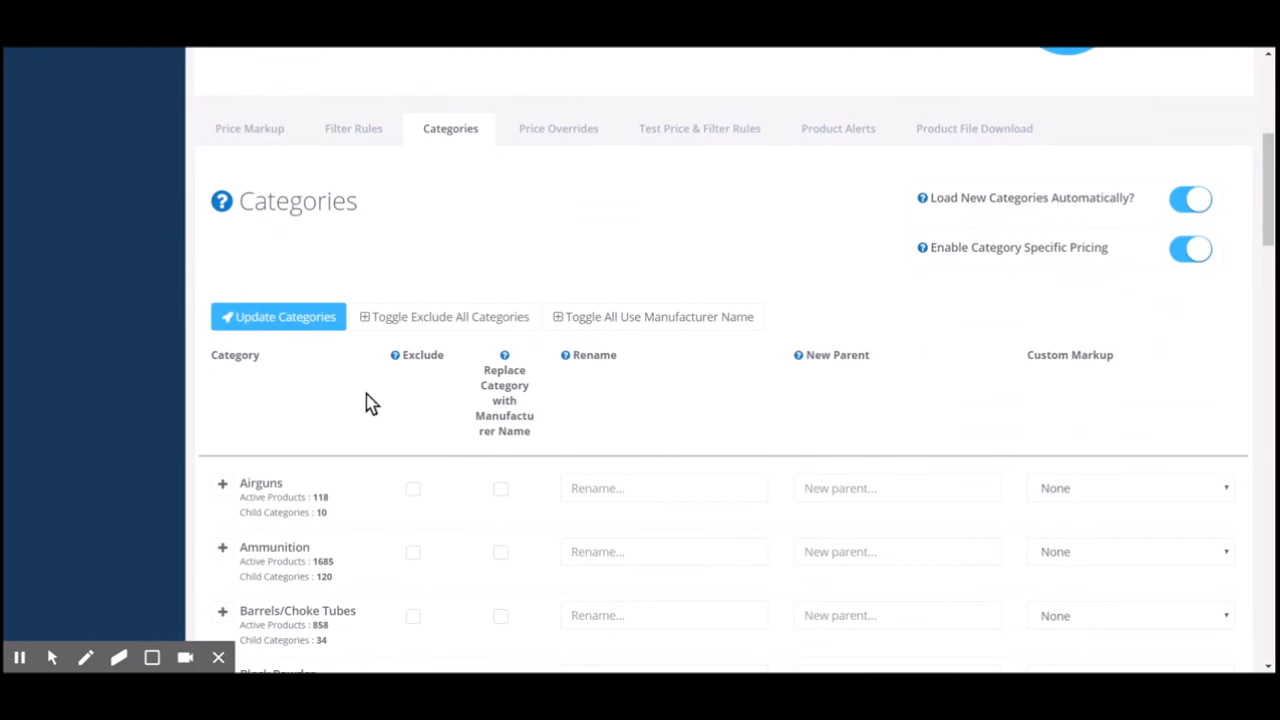 Price Markup
Filter Rules
Categories
Price Overrides
Test Price & Filter Rules
Product Alerts
Product File Download
Categories
Load New Categories Automatically?
Enable Category Specific Pricing
Update Categories
Toggle Exclude All Categories
Toggle All Use Manufacturer Name
Category
Exclude
Replace
Category
with
Manufactu
rer Name
Rename
New Parent
Custom Markup
Airguns
Active Products : 118
Child Categories : 10
Rename...
New parent...
None
Ammunition
Active Products : 1685
Child Categories : 120
Rename...
New parent...
None
Barrels/Choke Tubes
Active Products : 858
Child Categories : 34
Rename...
New parent...
None